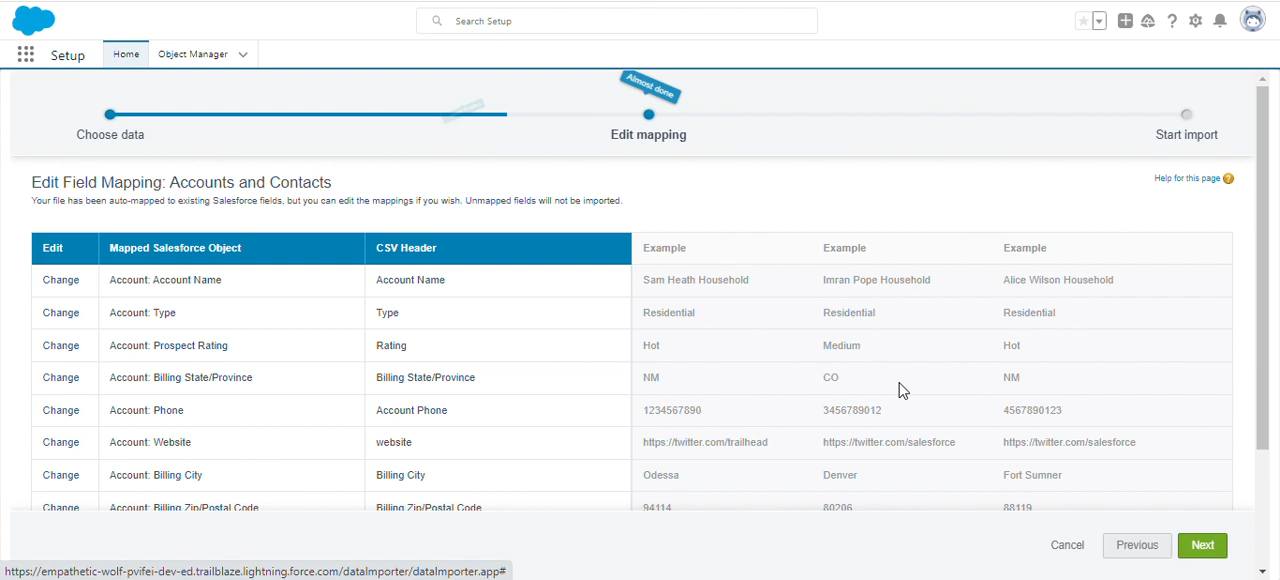 Search Setup
Setup
Home
Object Manager
Almost done
Choose data
Edit mapping
Start import
Edit Field Mapping: Accounts and Contacts
Help for this page
Your file has been auto-mapped to existing Salesforce fields, but you can edit the mappings if you wish. Unmapped fields will not be imported.
Edit Mapped Salesforce Object CSV Header Example Example Example
Change Account: Account Name Account Name Sam Heath Household Imran Pope Household Alice Wilson Household
Change Account: Type Type Residential Residential Residential
Change Account: Prospect Rating Rating Hot Medium Hot
Change Account: Billing State/Province Billing State/Province NM CO NM
Change Account: Phone Account Phone 1234567890 3456789012 4567890123
Change Account: Website website https://twitter.com/trailhead https://twitter.com/salesforce https://twitter.com/salesforce
Change Account: Billing City Billing City Odessa Denver Fort Sumner
Change Account: Billing Zip/Postal Code Billing Zip/Postal Code 94114 80206 88119
Cancel Previous Next
https://empathetic-wolf-pvifei-dev-ed.trailblaze.lightning.force.com/dataImporter/dataImporter.app#